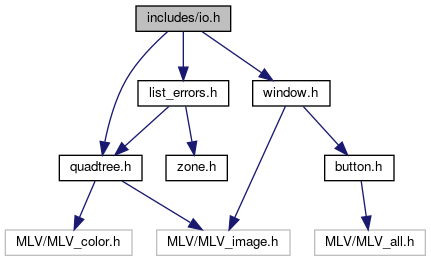 includes/io.h
list_errors.h
window.h
quadtree.h
zone.h
button.h
MLV/MLV_color.h
MLV/MLV_image.h
MLV/MLV_all.h